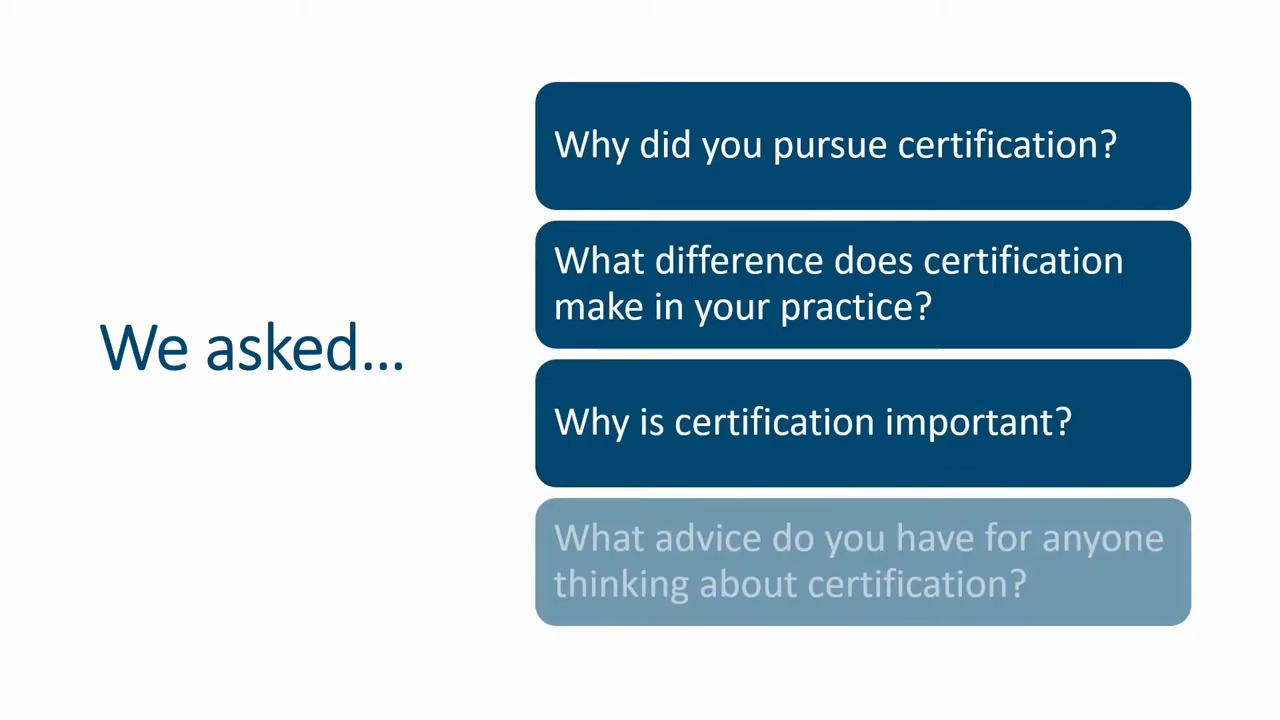 We asked...
Why did you pursue certification?
What difference does certification
make in your practice?
Why is certification important?
What advice do you have for anyone
thinking about certification?